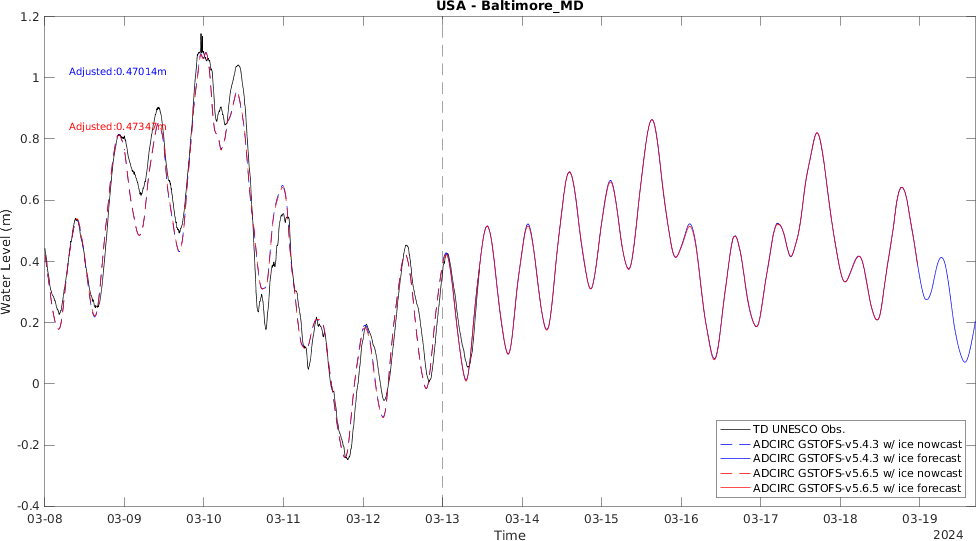 USA - Baltimore_MD
1.2
1
0.8
0.6
0.4
0.2
0
-0.2
-0.4
Water Level (m)
Adjusted:0.47014m
Adjusted:0.47347m
TD UNESCO Obs.
ADCIRC GSTOFS-v5.4.3 w/ ice nowcast
ADCIRC GSTOFS-v5.4.3 w/ ice forecast
ADCIRC GSTOFS-v5.6.5 w/ ice nowcast
ADCIRC GSTOFS-v5.6.5 w/ ice forecast
03-08 03-09 03-10 03-11 03-12 03-13 03-14 03-15 03-16 03-17 03-18 03-19
Time
2024